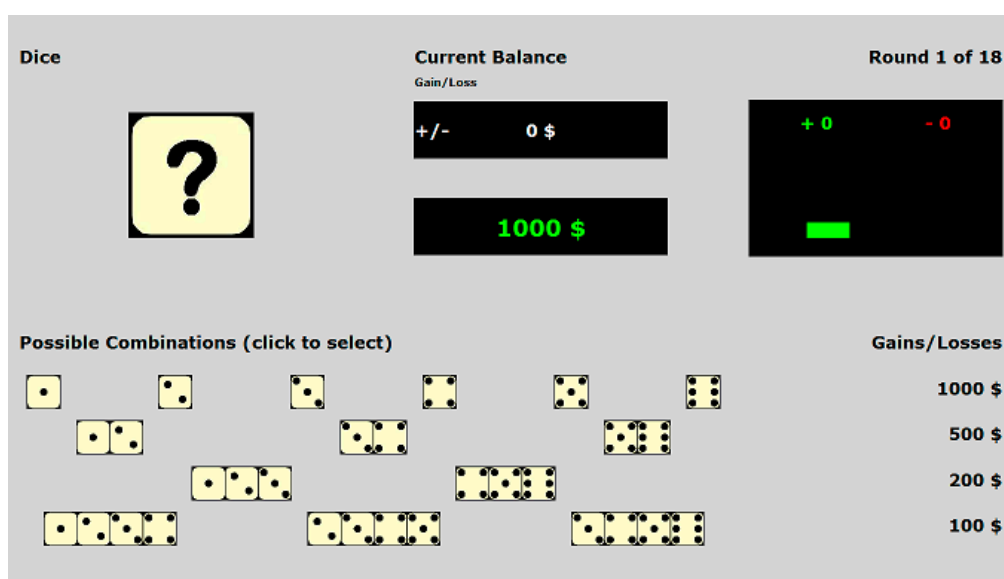 Dice
Current Balance
Round 1 of 18
Gain/Loss
+/- 0 $
+ 0 - 0
?
1000 $
Possible Combinations (click to select)
Gains/Losses
1000 $
500 $
200 $
100 $